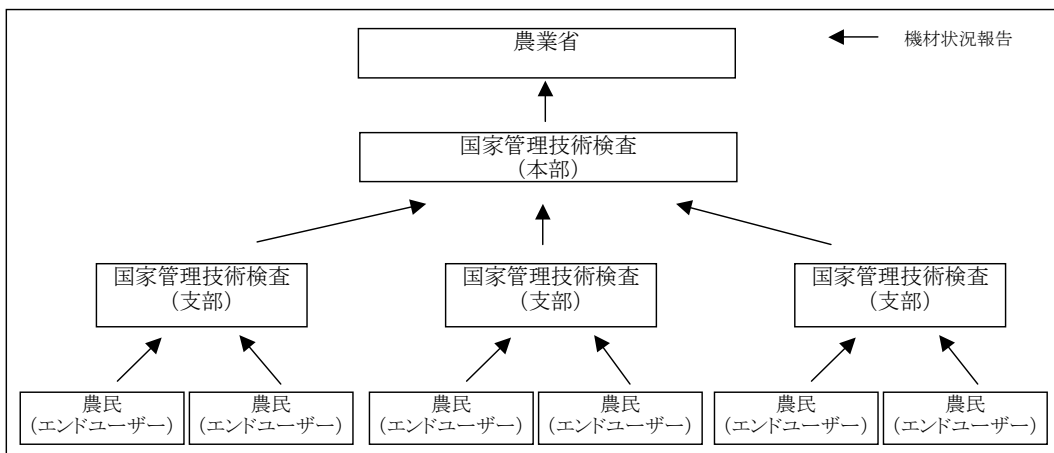 農業省
機材状況報告
国家管理技術検査
（本部）
国家管理技術検査
（支部）
国家管理技術検査
（支部）
国家管理技術検査
（支部）
農民
(エンドユーザー)
農民
(エンドユーザー)
農民
(エンドユーザー)
農民
(エンドユーザー)
農民
(エンドユーザー)
農民
(エンドユーザー)